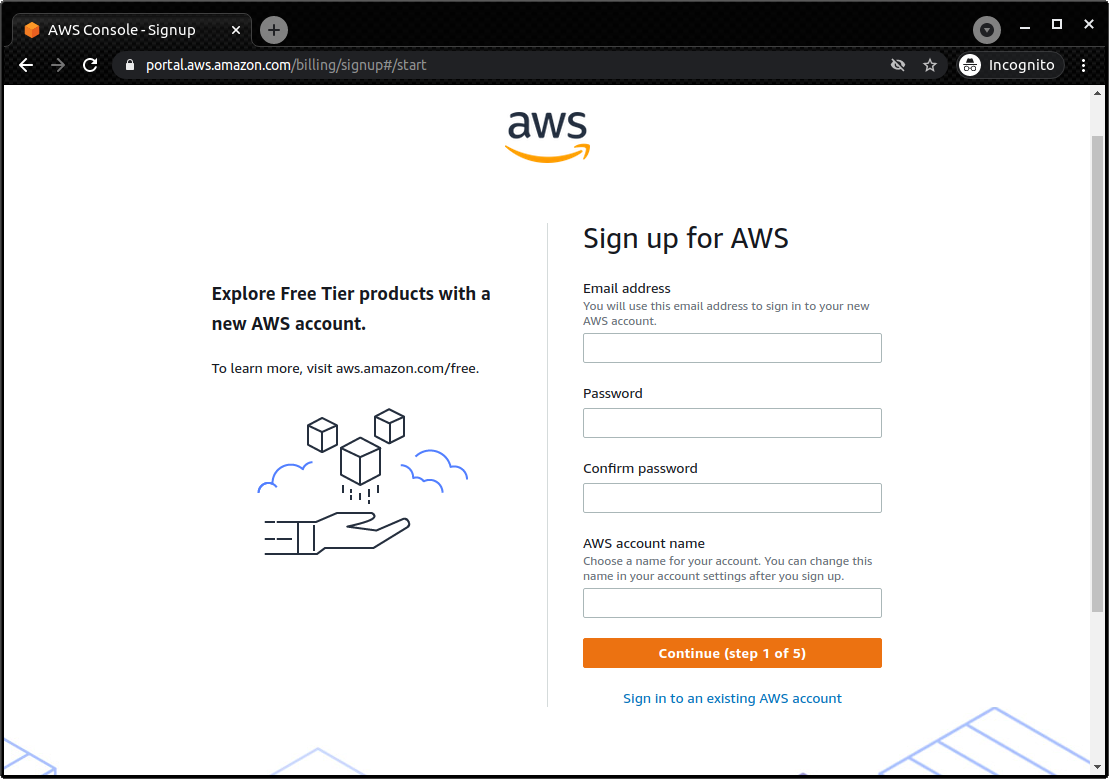 AWS Console - Signup
portal.aws.amazon.com/billing/signup#/start
Incognito
aws
Explore Free Tier products with a
new AWS account.
To learn more, visit aws.amazon.com/free.
Sign up for AWS
Email address
You will use this email address to sign in to your new
AWS account.
Password
Confirm password
AWS account name
Choose a name for your account. You can change this
name in your account settings after you sign up.
Continue (step 1 of 5)
Sign in to an existing AWS account